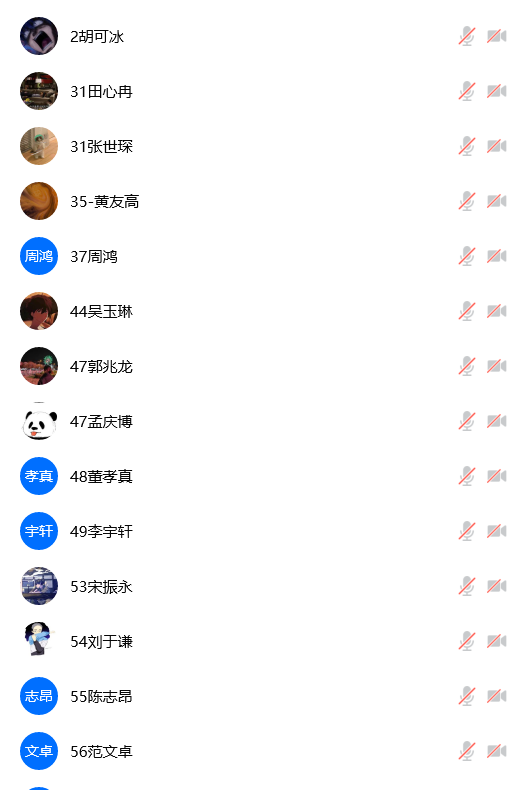 2胡可冰
31田心冉
31张世琛
35-黄友高
周鸿 37周鸿
44吴玉琳
47郭兆龙
47孟庆博
孝真 48董孝真
宇轩 49李宇轩
53宋振永
54刘于谦
志昂 55陈志昂
文卓 56范文卓